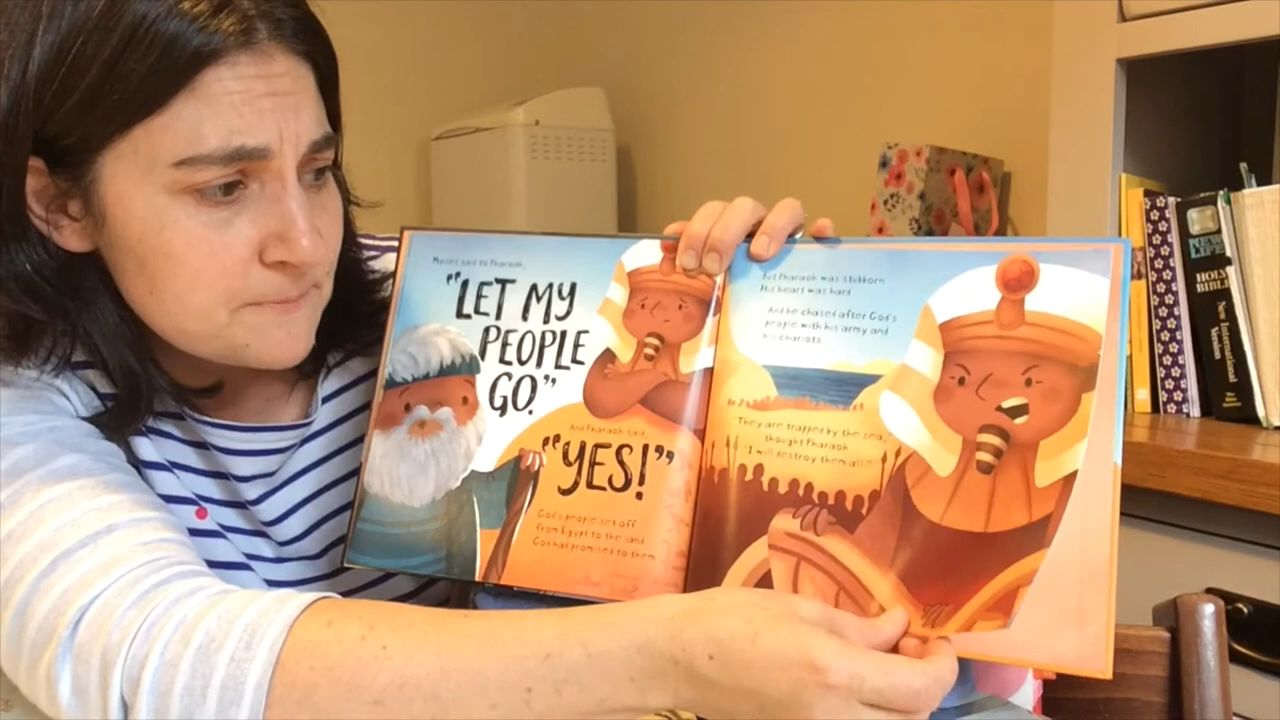 Moses said to Pharaoh,
"LET MY
PEOPLE
GO."
And Pharaoh said,
"YES!"
God's people set off
from Egypt to the land
God had promised to them.
But Pharaoh was stubborn.
His heart was hard.
And he chased after God's
people with his army and
his chariots.
"They are trapped by the sea,"
thought Pharaoh.
"I will destroy them all."
NEW
LIFE
HOLY
BIBLE
New International
Version